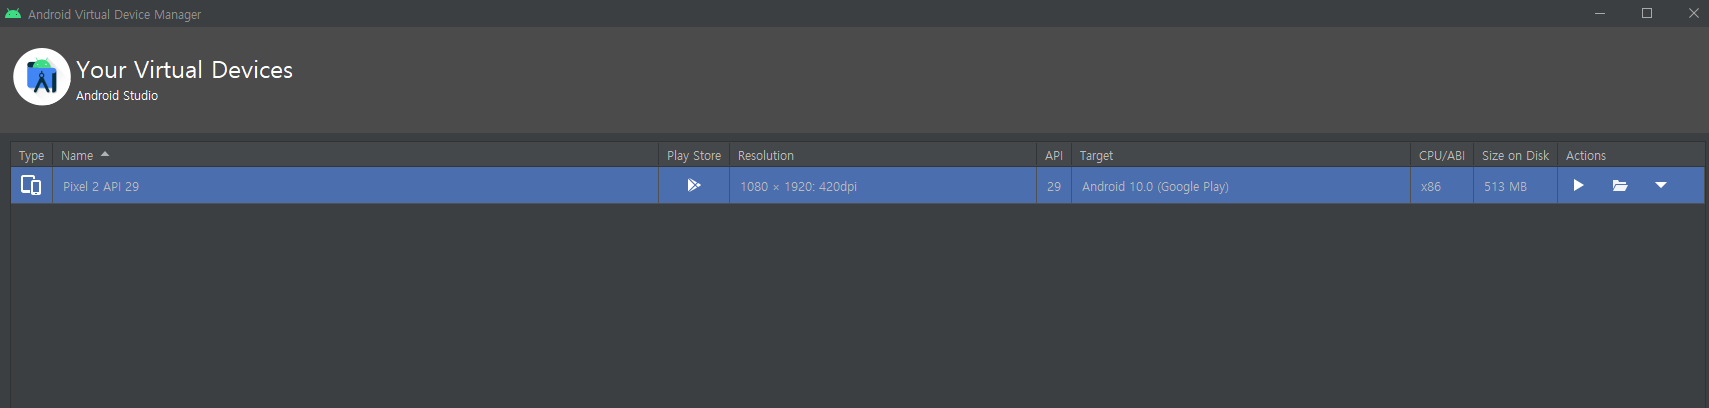 Android Virtual Device Manager
Your Virtual Devices
Android Studio
Type Name Play Store Resolution API Target CPU/ABI Size on Disk Actions
Pixel 2 API 29 1080 × 1920: 420dpi 29 Android 10.0 (Google Play) x86 513 MB